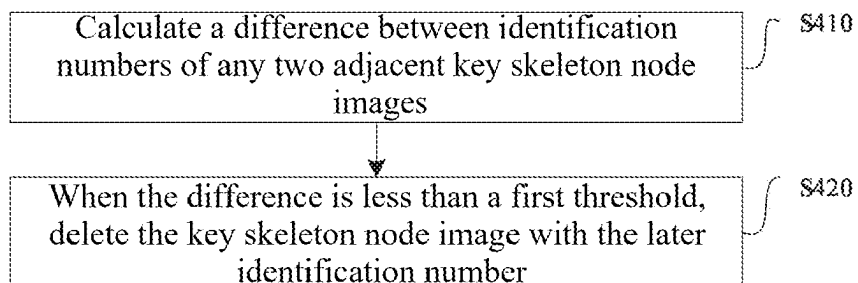 Calculate a difference between identification
numbers of any two adjacent key skeleton node
images
S410
When the difference is less than a first threshold,
delete the key skeleton node image with the later
identification number
S420